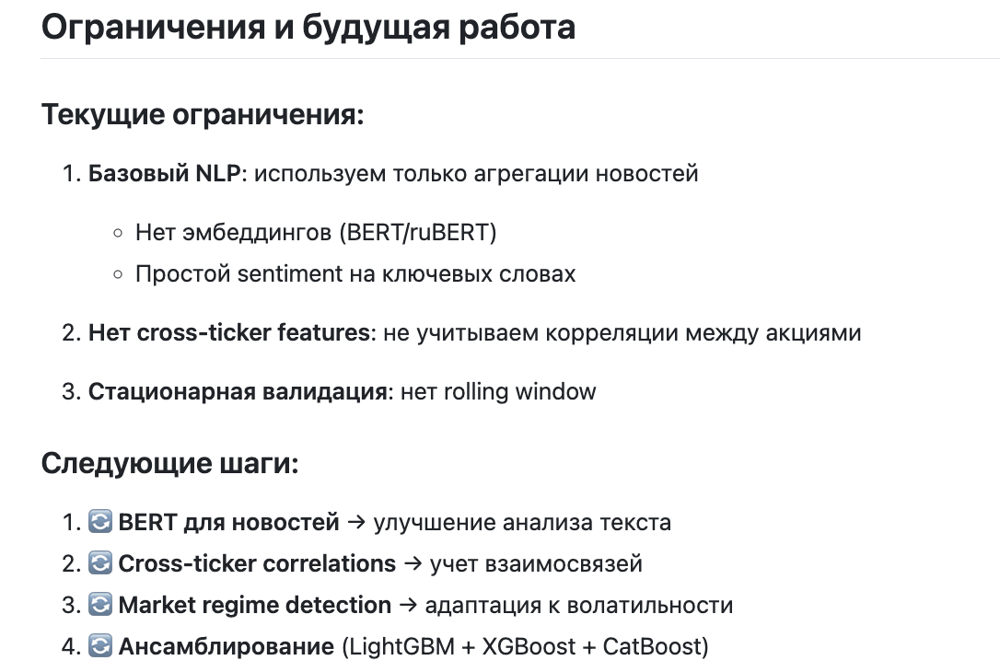 Ограничения и будущая работа
Текущие ограничения:
1. Базовый NLP: используем только агрегации новостей
◦ Нет эмбеддингов (BERT/ruBERT)
◦ Простой sentiment на ключевых словах
2. Нет cross-ticker features: не учитываем корреляции между акциями
3. Стационарная валидация: нет rolling window
Следующие шаги:
1. 🔄 BERT для новостей → улучшение анализа текста
2. 🔄 Cross-ticker correlations → учет взаимосвязей
3. 🔄 Market regime detection → адаптация к волатильности
4. 🔄 Ансамблирование (LightGBM + XGBoost + CatBoost)